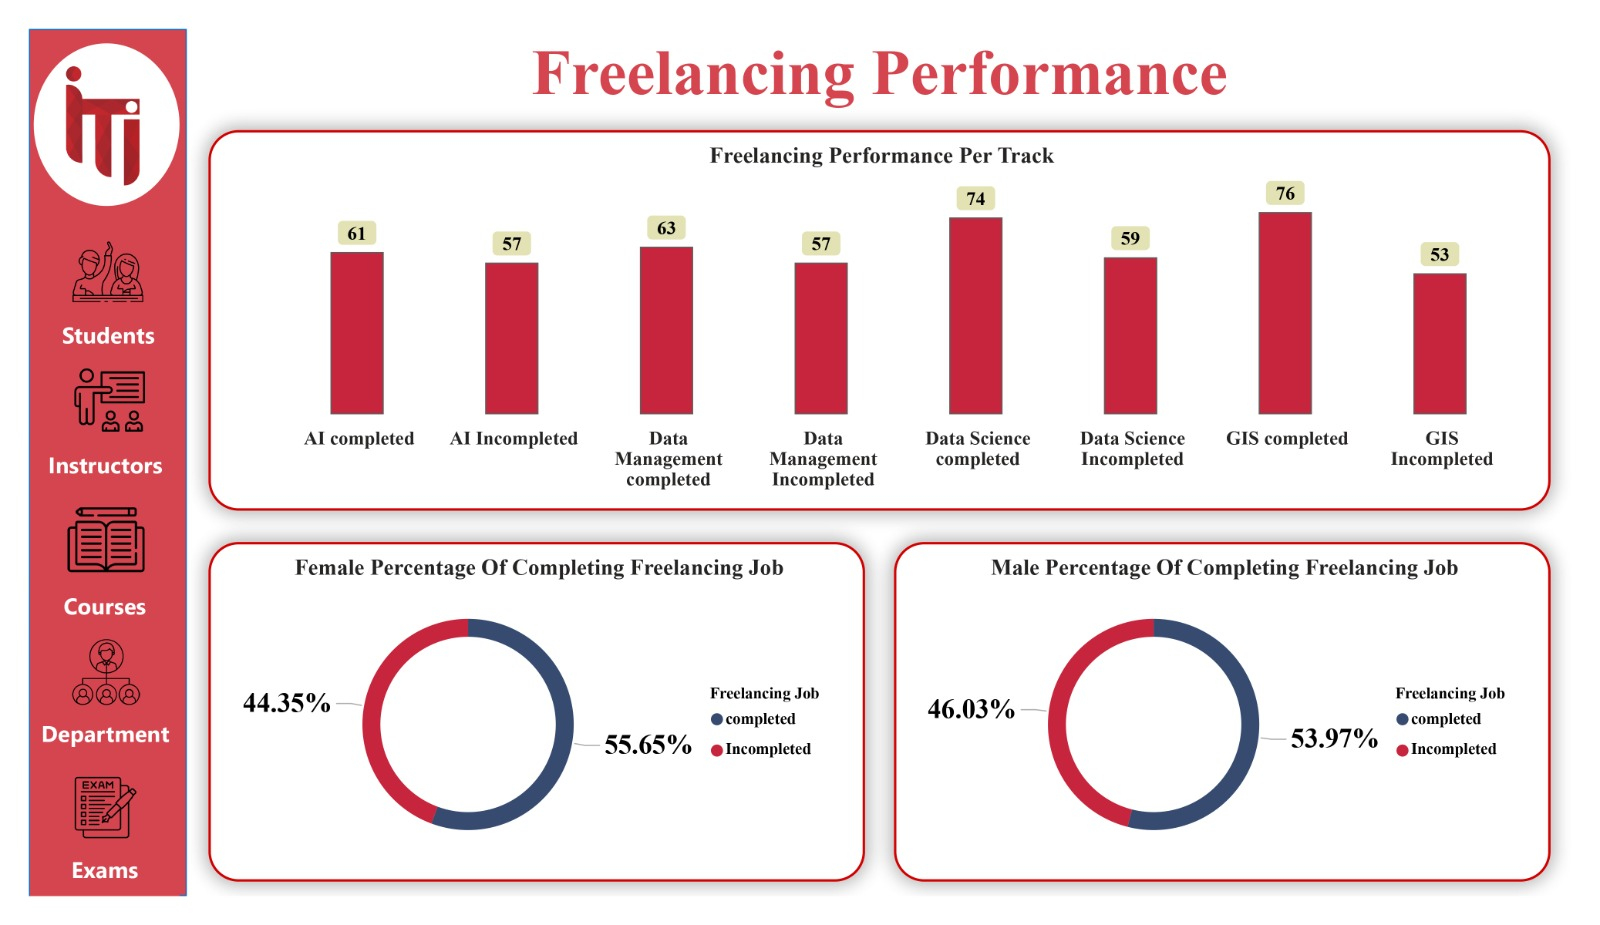 iTi
Students
Instructors
Courses
Department
EXAM
Exams
Freelancing Performance
Freelancing Performance Per Track
61
57
63
57
74
59
76
53
AI completed
AI Incompleted
Data
Management
completed
Data
Management
Incompleted
Data Science
completed
Data Science
Incompleted
GIS completed
GIS
Incompleted
Female Percentage Of Completing Freelancing Job
44.35%
55.65%
Freelancing Job
completed
Incompleted
Male Percentage Of Completing Freelancing Job
46.03%
53.97%
Freelancing Job
completed
Incompleted